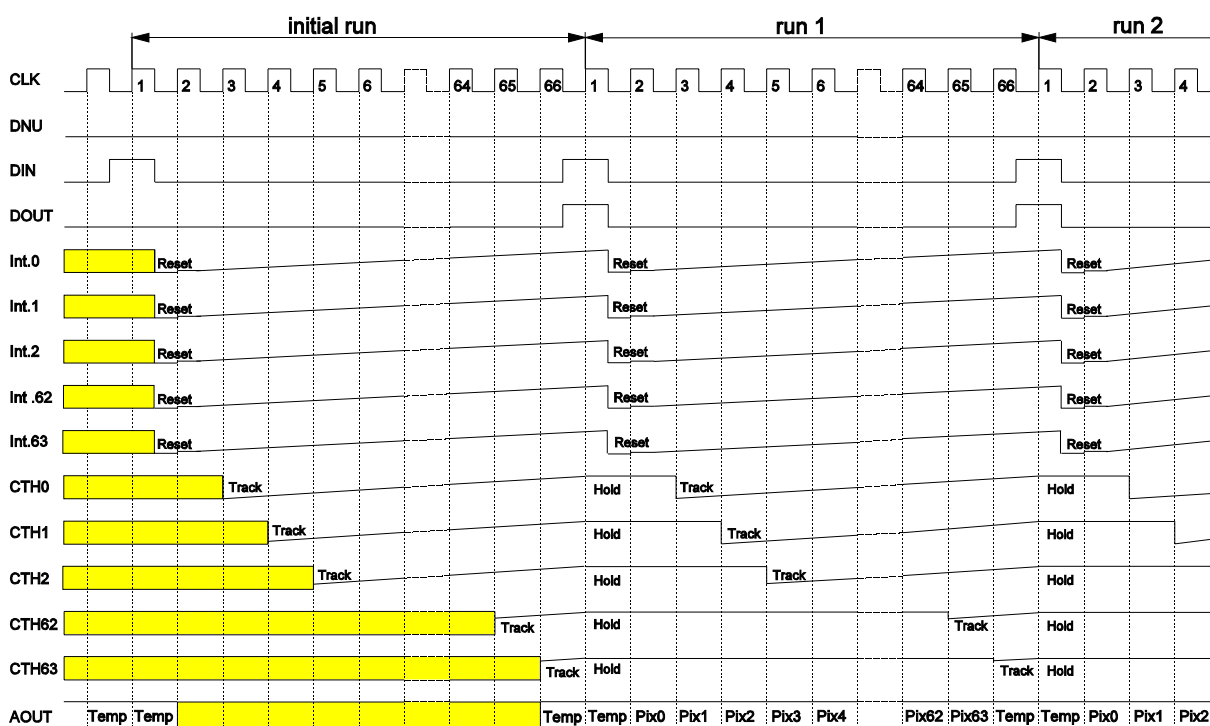 initial run run 1 run 2
CLK 1 2 3 4 5 6 64 65 66 1 2 3 4 5 6 64 65 66 1 2 3 4
DNU
DIN
DOUT
Int.0 Reset Reset Reset
Int.1 Reset Reset Reset
Int.2 Reset Reset Reset
Int .62 Reset Reset Reset
Int.63 Reset Reset Reset
CTH0 Track Hold Track Hold
CTH1 Track Hold Track Hold
CTH2 Track Hold Track Hold
CTH62 Track Hold Track Hold
CTH63 Track Hold Track Hold
AOUT Temp Temp Temp Temp Pix0 Pix1 Pix2 Pix3 Pix4 Pix62 Pix63 Temp Temp Pix0 Pix1 Pix2